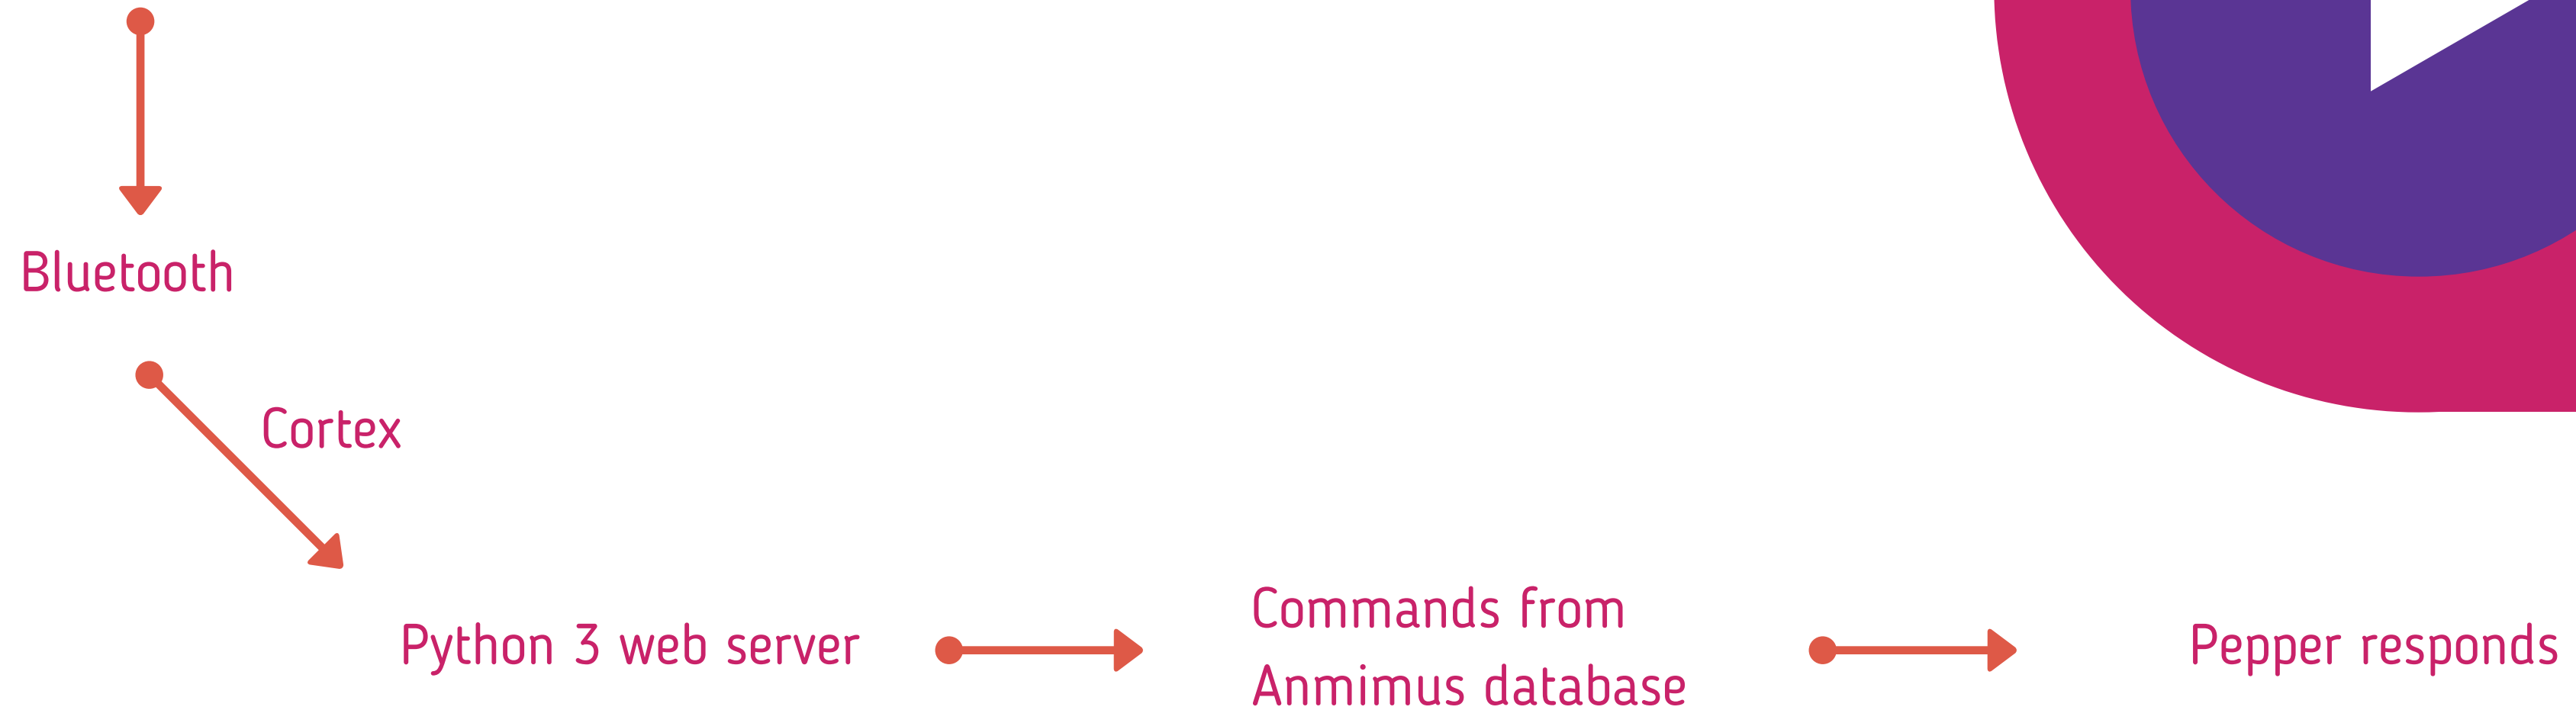 Bluetooth
Cortex
Python 3 web server
Commands from
Anmimus database
Pepper responds